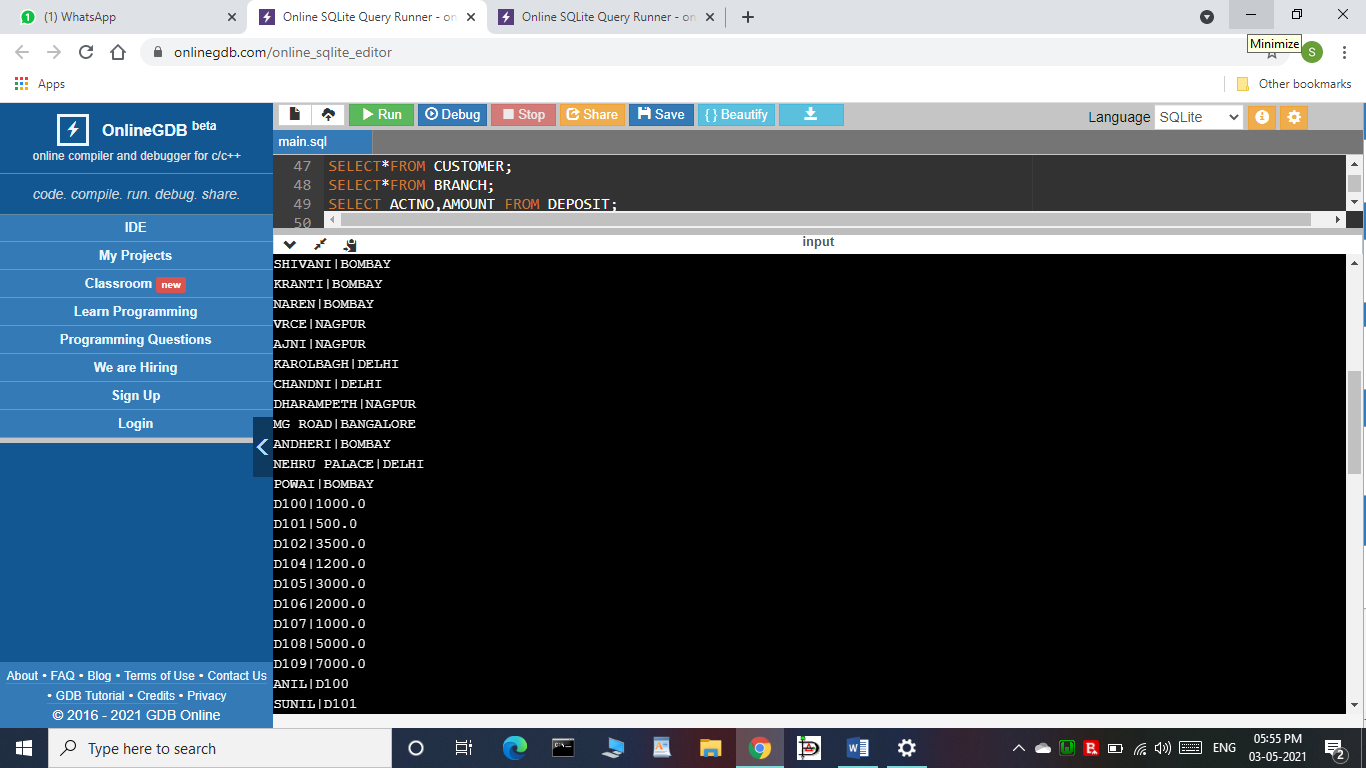 (1) WhatsApp
Online SQLite Query Runner - on
Online SQLite Query Runner - on
Minimize
onlinegdb.com/online_sqlite_editor
S
Apps
Other bookmarks
OnlineGDB beta
online compiler and debugger for c/c++
code. compile. run. debug. share.
IDE
My Projects
Classroom new
Learn Programming
Programming Questions
We are Hiring
Sign Up
Login
About • FAQ • Blog • Terms of Use • Contact Us
• GDB Tutorial • Credits • Privacy
© 2016 - 2021 GDB Online
Run Debug Stop Share Save { } Beautify
Language SQLite
main.sql
47 SELECT*FROM CUSTOMER;
48 SELECT*FROM BRANCH;
49 SELECT ACTNO,AMOUNT FROM DEPOSIT;
50
input
SHIVANI|BOMBAY
KRANTI|BOMBAY
NAREN|BOMBAY
VRCE|NAGPUR
AJNI|NAGPUR
KAROLBAGH|DELHI
CHANDNI|DELHI
DHARAMPETH|NAGPUR
MG ROAD|BANGALORE
ANDHERI|BOMBAY
NEHRU PALACE|DELHI
POWAI|BOMBAY
D100|1000.0
D101|500.0
D102|3500.0
D104|1200.0
D105|3000.0
D106|2000.0
D107|1000.0
D108|5000.0
D109|7000.0
ANIL|D100
SUNIL|D101
Type here to search
ENG
05:55 PM
03-05-2021
2